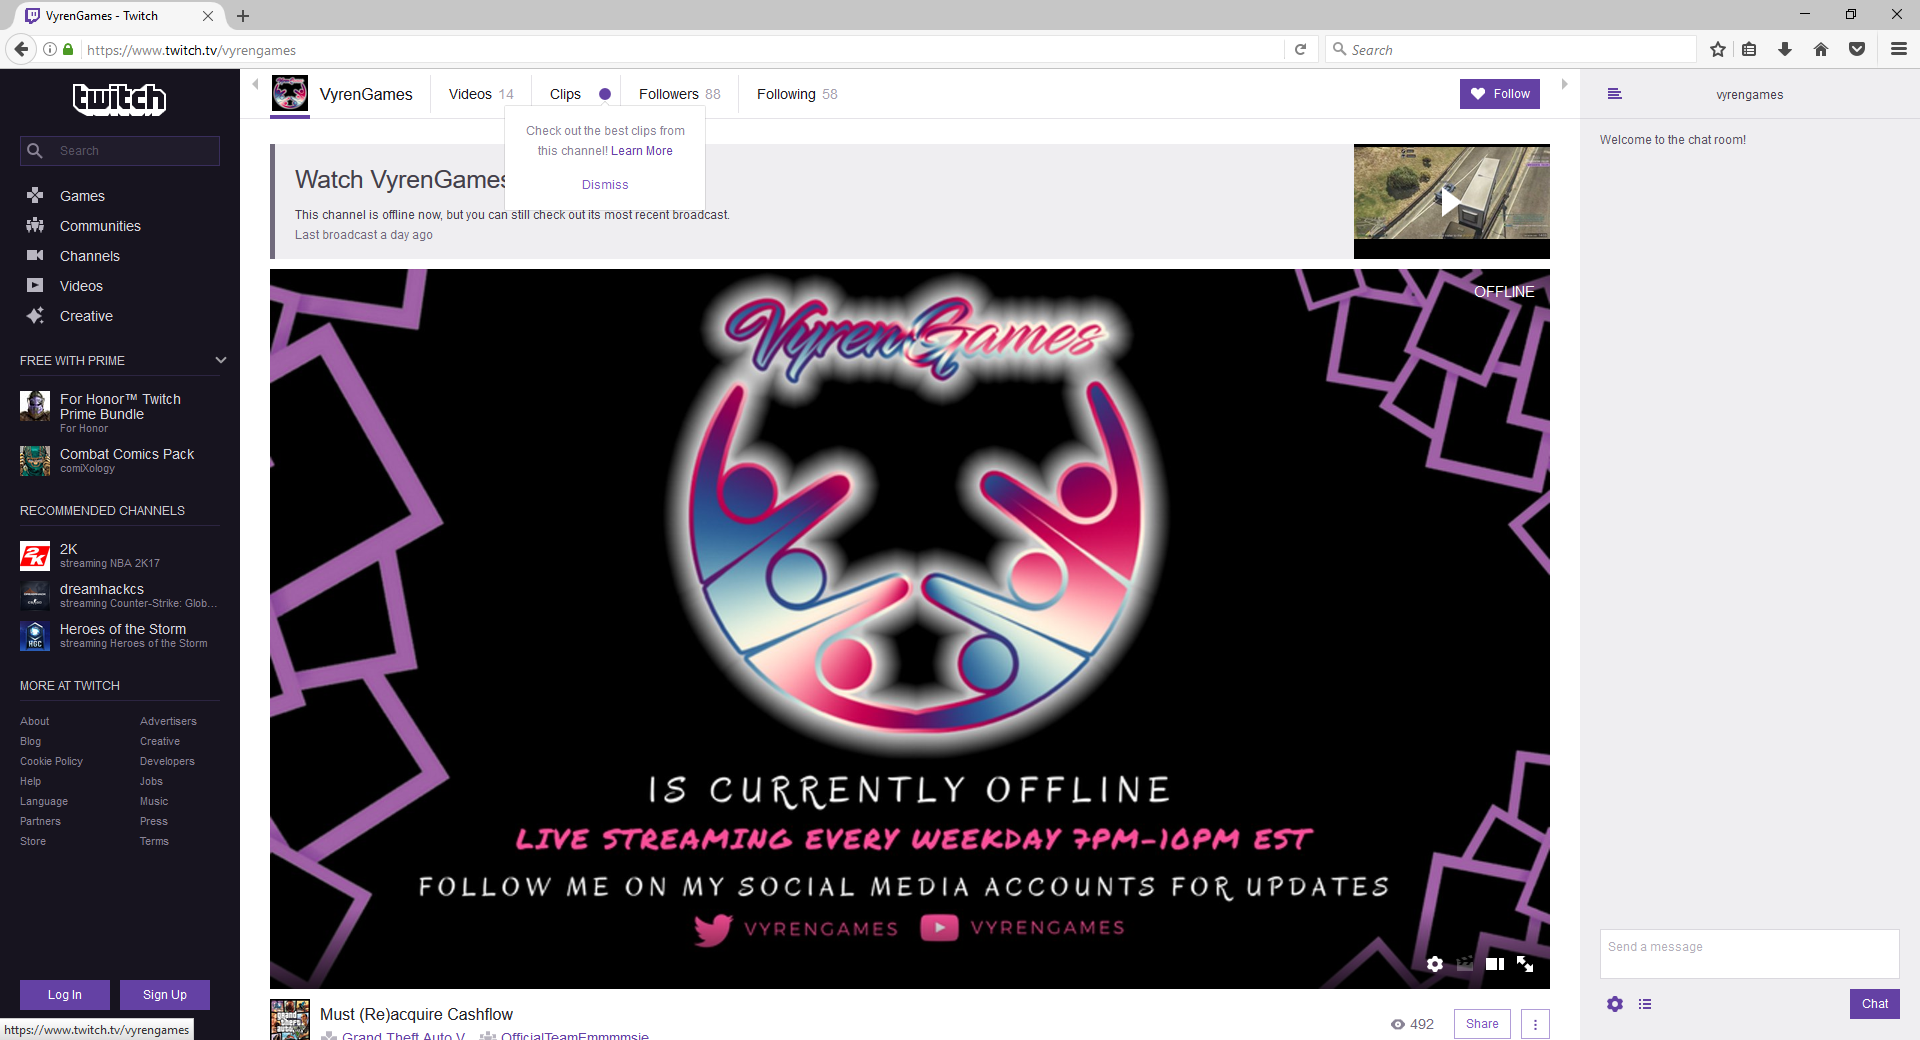 VyrenGames - Twitch
https://www.twitch.tv/vyrengames
Search
twitch
Search
Games
Communities
Channels
Videos
Creative
FREE WITH PRIME
For Honor™ Twitch
Prime Bundle
For Honor
Combat Comics Pack
comiXology
RECOMMENDED CHANNELS
2K
streaming NBA 2K17
dreamhackcs
streaming Counter-Strike: Glob...
Heroes of the Storm
streaming Heroes of the Storm
MORE AT TWITCH
About Advertisers
Blog Creative
Cookie Policy Developers
Help Jobs
Language Music
Partners Press
Store Terms
Log In Sign Up
https://www.twitch.tv/vyrengames
VyrenGames Videos 14 Clips Followers 88 Following 58 Follow
Check out the best clips from
this channel! Learn More
Dismiss
Watch VyrenGames
This channel is offline now, but you can still check out its most recent broadcast.
Last broadcast a day ago
OFFLINE
VyrenGames
IS CURRENTLY OFFLINE
LIVE STREAMING EVERY WEEKDAY 7PM-10PM EST
FOLLOW ME ON MY SOCIAL MEDIA ACCOUNTS FOR UPDATES
VYRENGAMES VYRENGAMES
Must (Re)acquire Cashflow
Grand Theft Auto V OfficialTeamEmmmmsie
492 Share
vyrengames
Welcome to the chat room!
Send a message
Chat